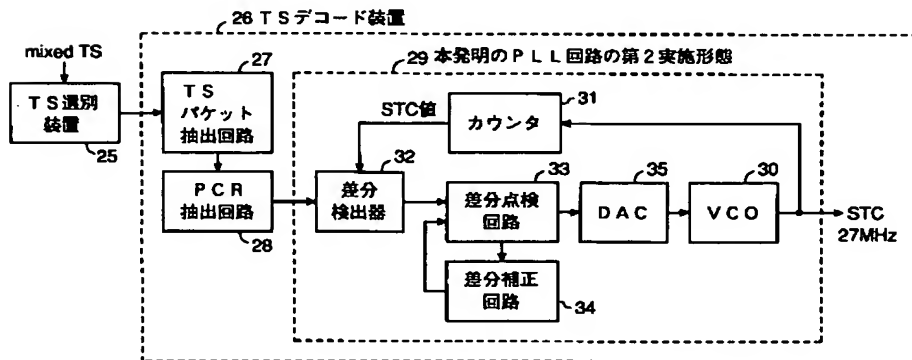 26 TSデコード装置
mixed TS
27
29 本発明のPLL回路の第2実施形態
TS選別
装置
25
TS
パケット
抽出回路
STC値
カウンタ
31
32
33
35
30
PCR
抽出回路
28
差分
検出器
差分点検
回路
DAC
VCO
STC
27MHz
差分補正
回路
34